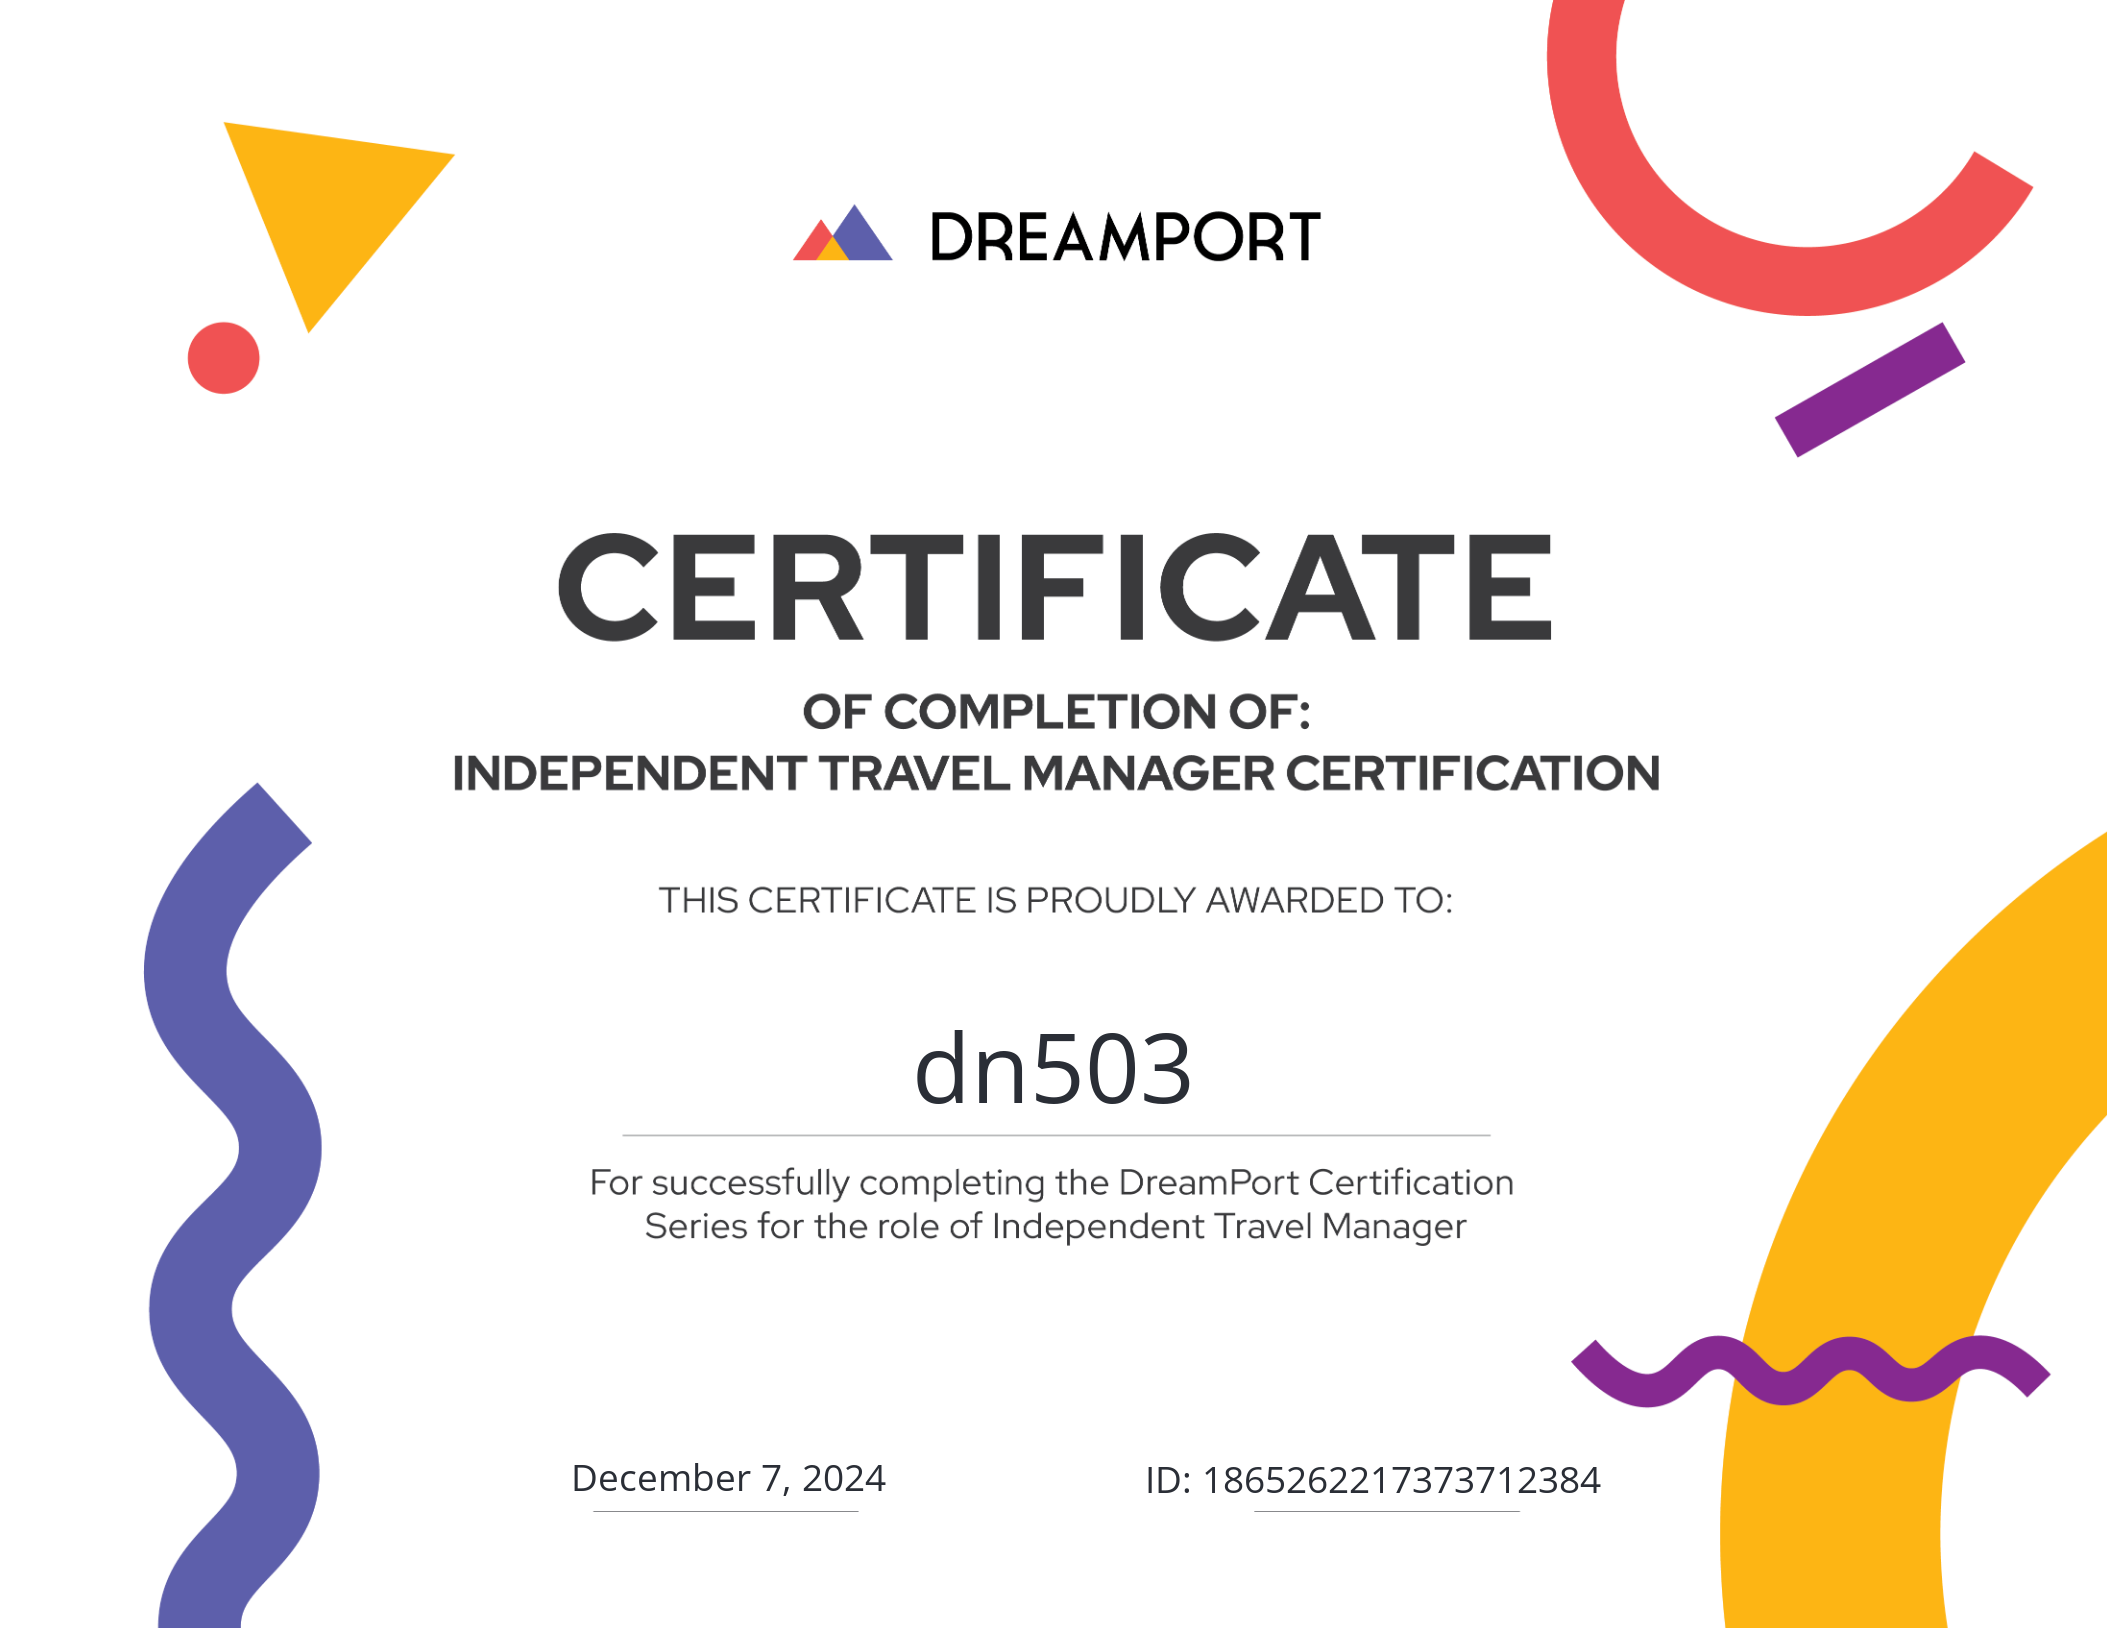 DREAMPORT
CERTIFICATE
OF COMPLETION OF:
INDEPENDENT TRAVEL MANAGER CERTIFICATION
THIS CERTIFICATE IS PROUDLY AWARDED TO:
dn503
For successfully completing the DreamPort Certification
Series for the role of Independent Travel Manager
December 7, 2024
ID: 1865262217373712384